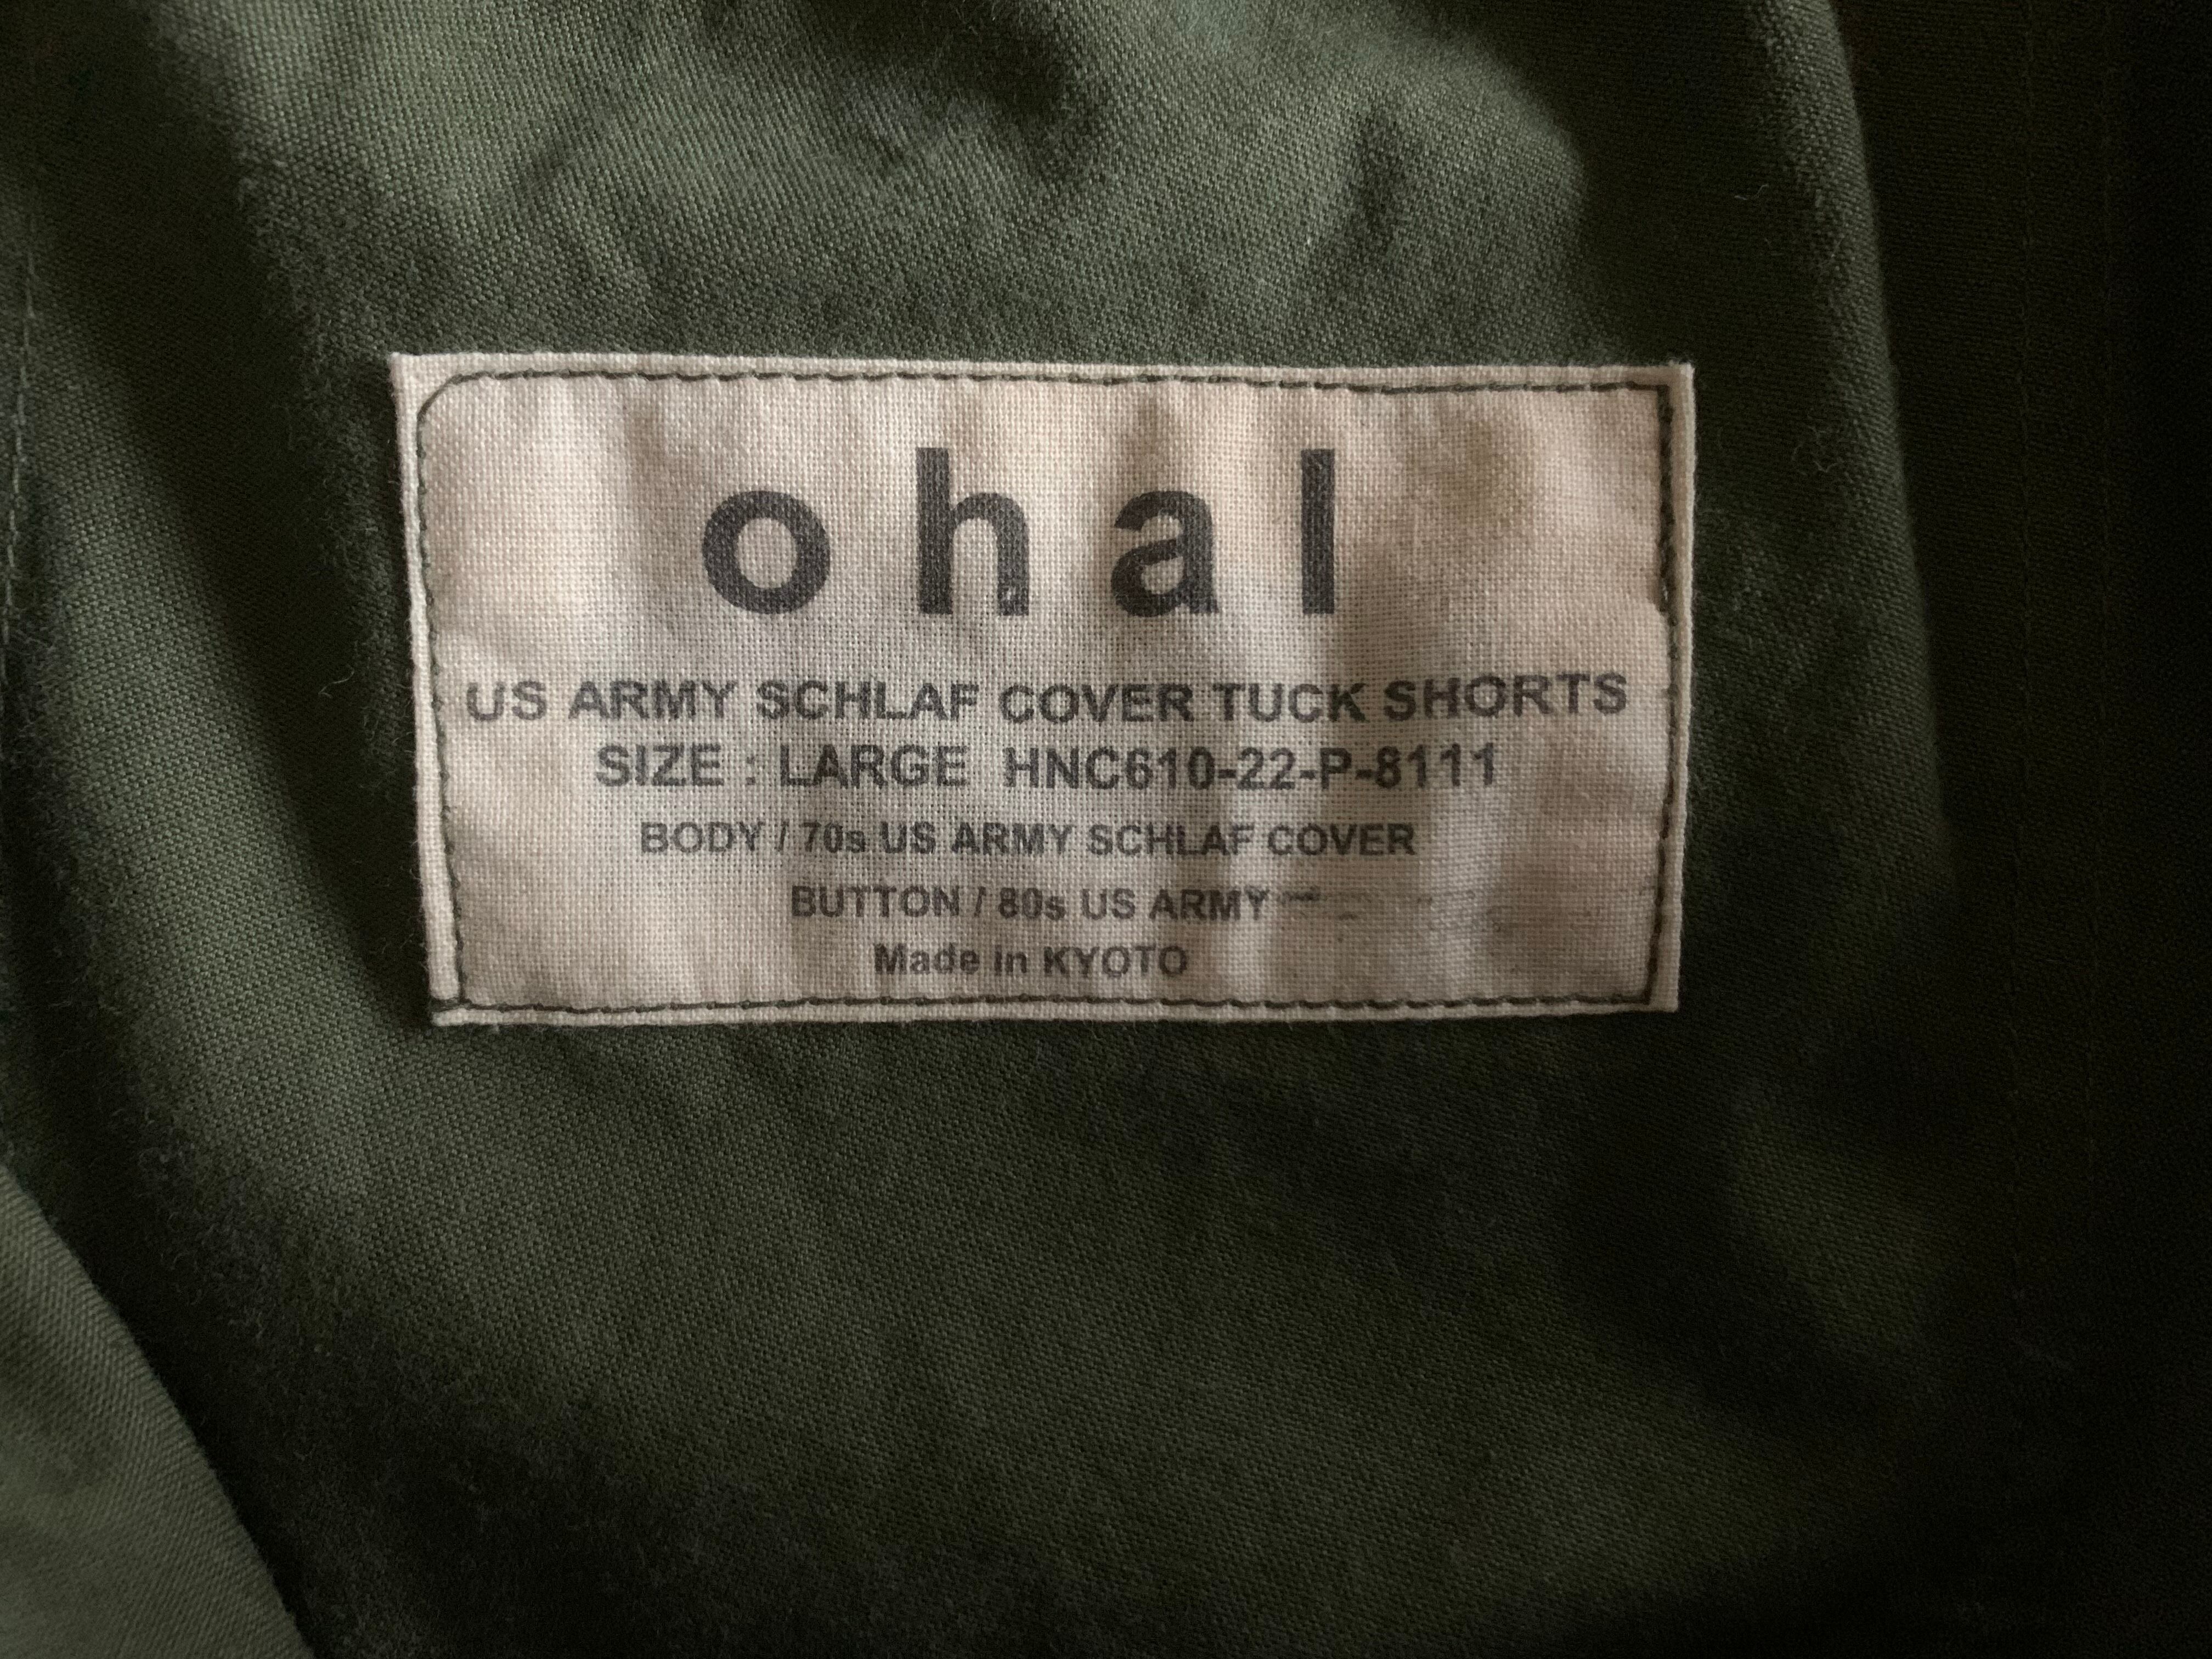 ohal
US ARMY SCHLAF COVER TUCK SHORTS
SIZE : LARGE HNC610-22-P-8111
BODY / 70s US ARMY SCHLAF COVER
BUTTON / 80s US ARMY
Made in KYOTO